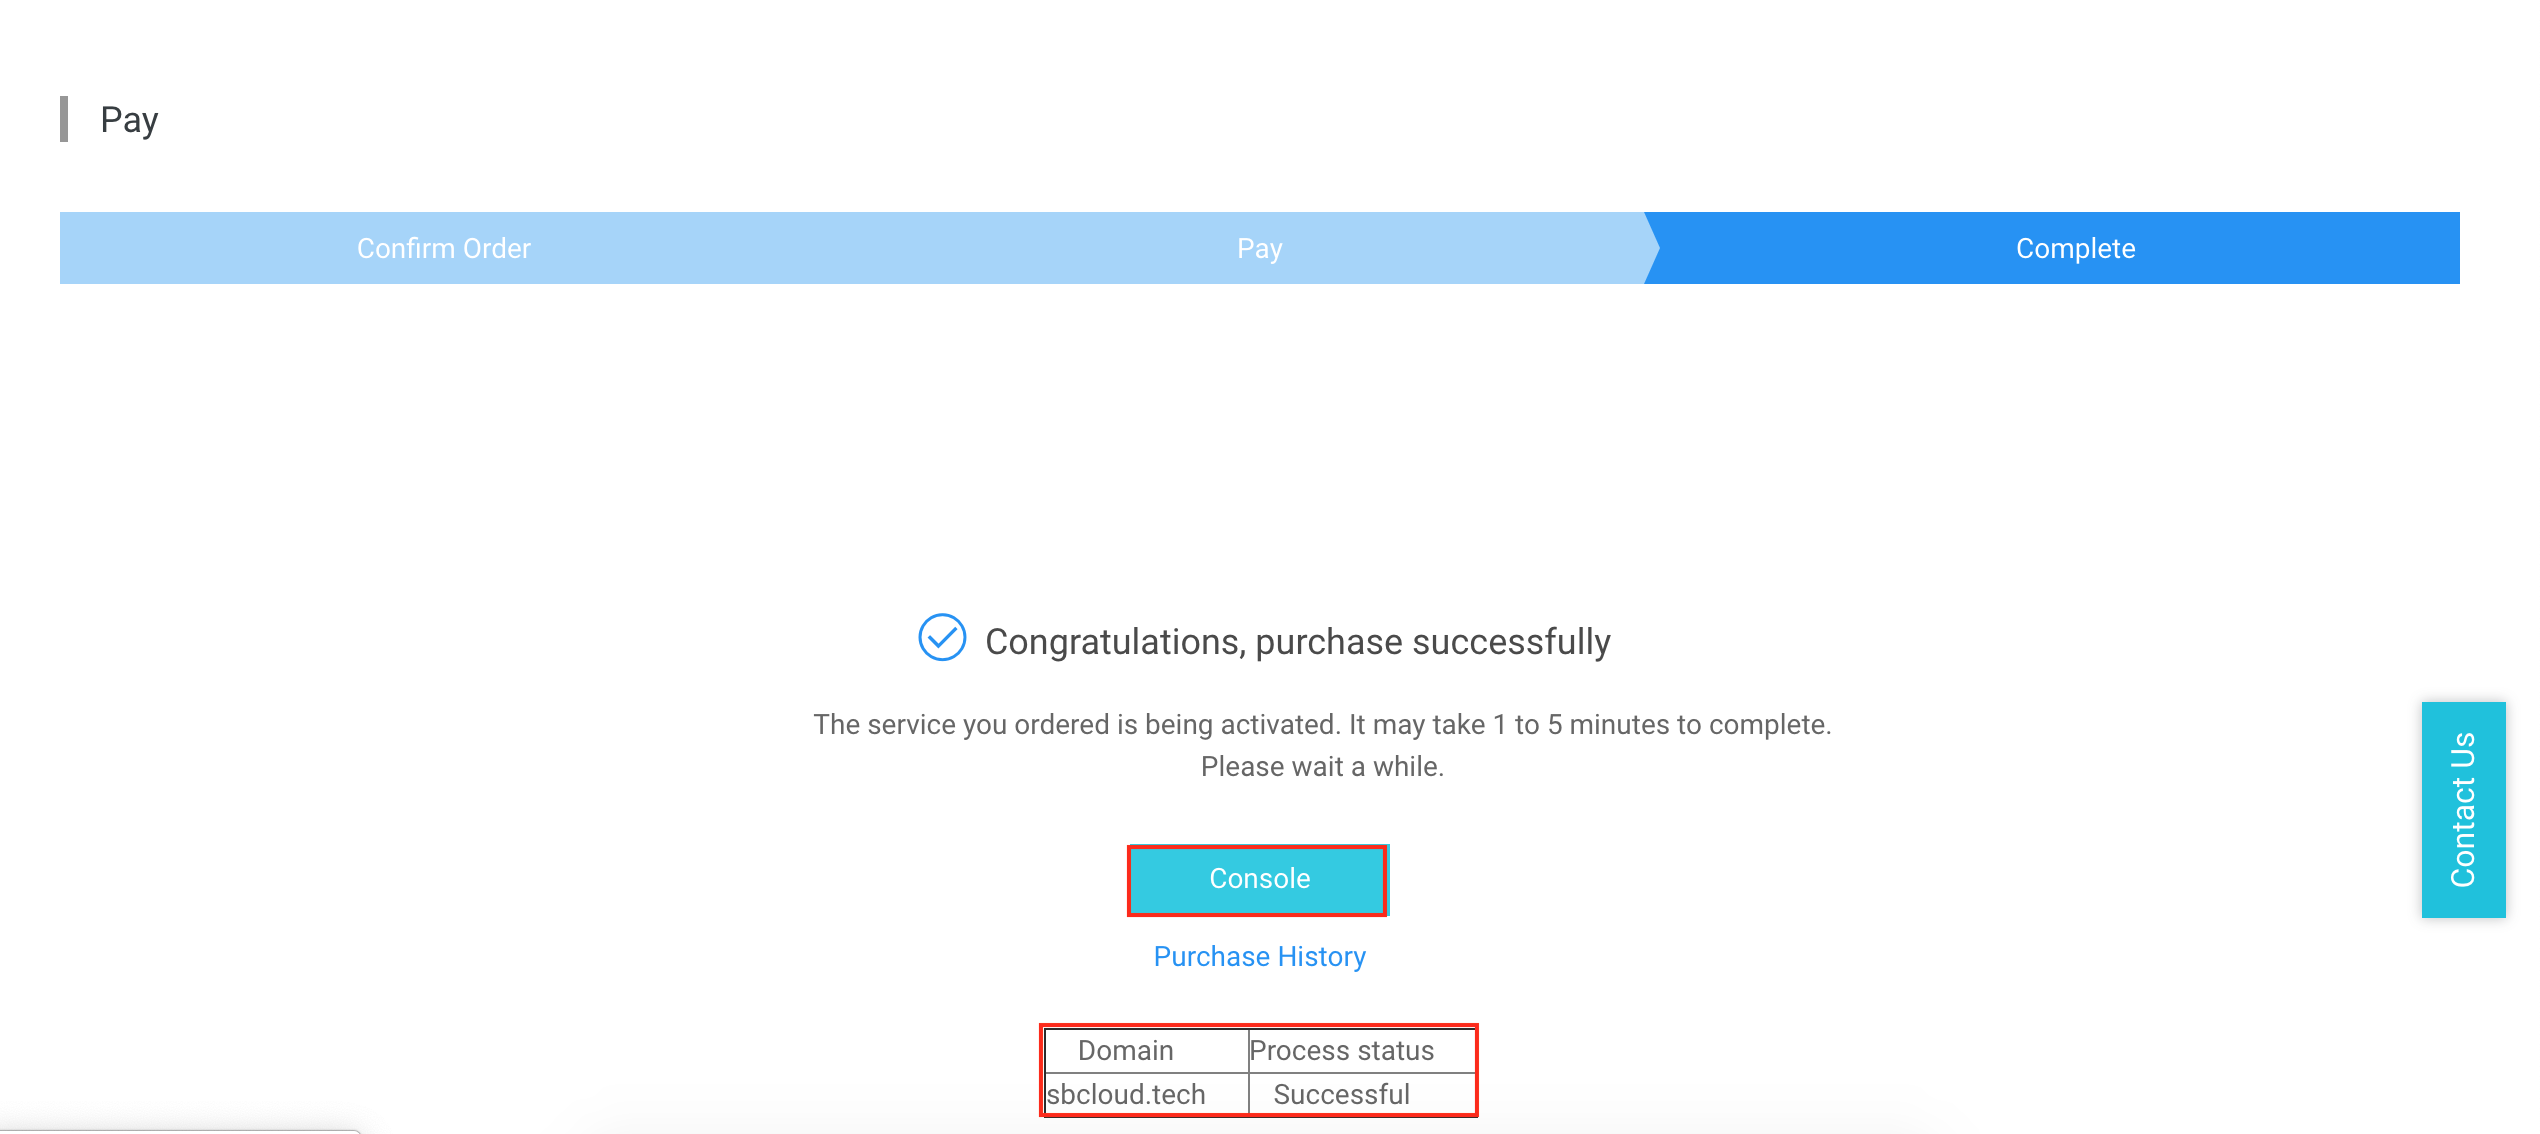 Pay
Confirm Order
Pay
Complete
Congratulations, purchase successfully
The service you ordered is being activated. It may take 1 to 5 minutes to complete.
Please wait a while.
Contact Us
Console
Purchase History
Domain Process status
sbcloud.tech Successful